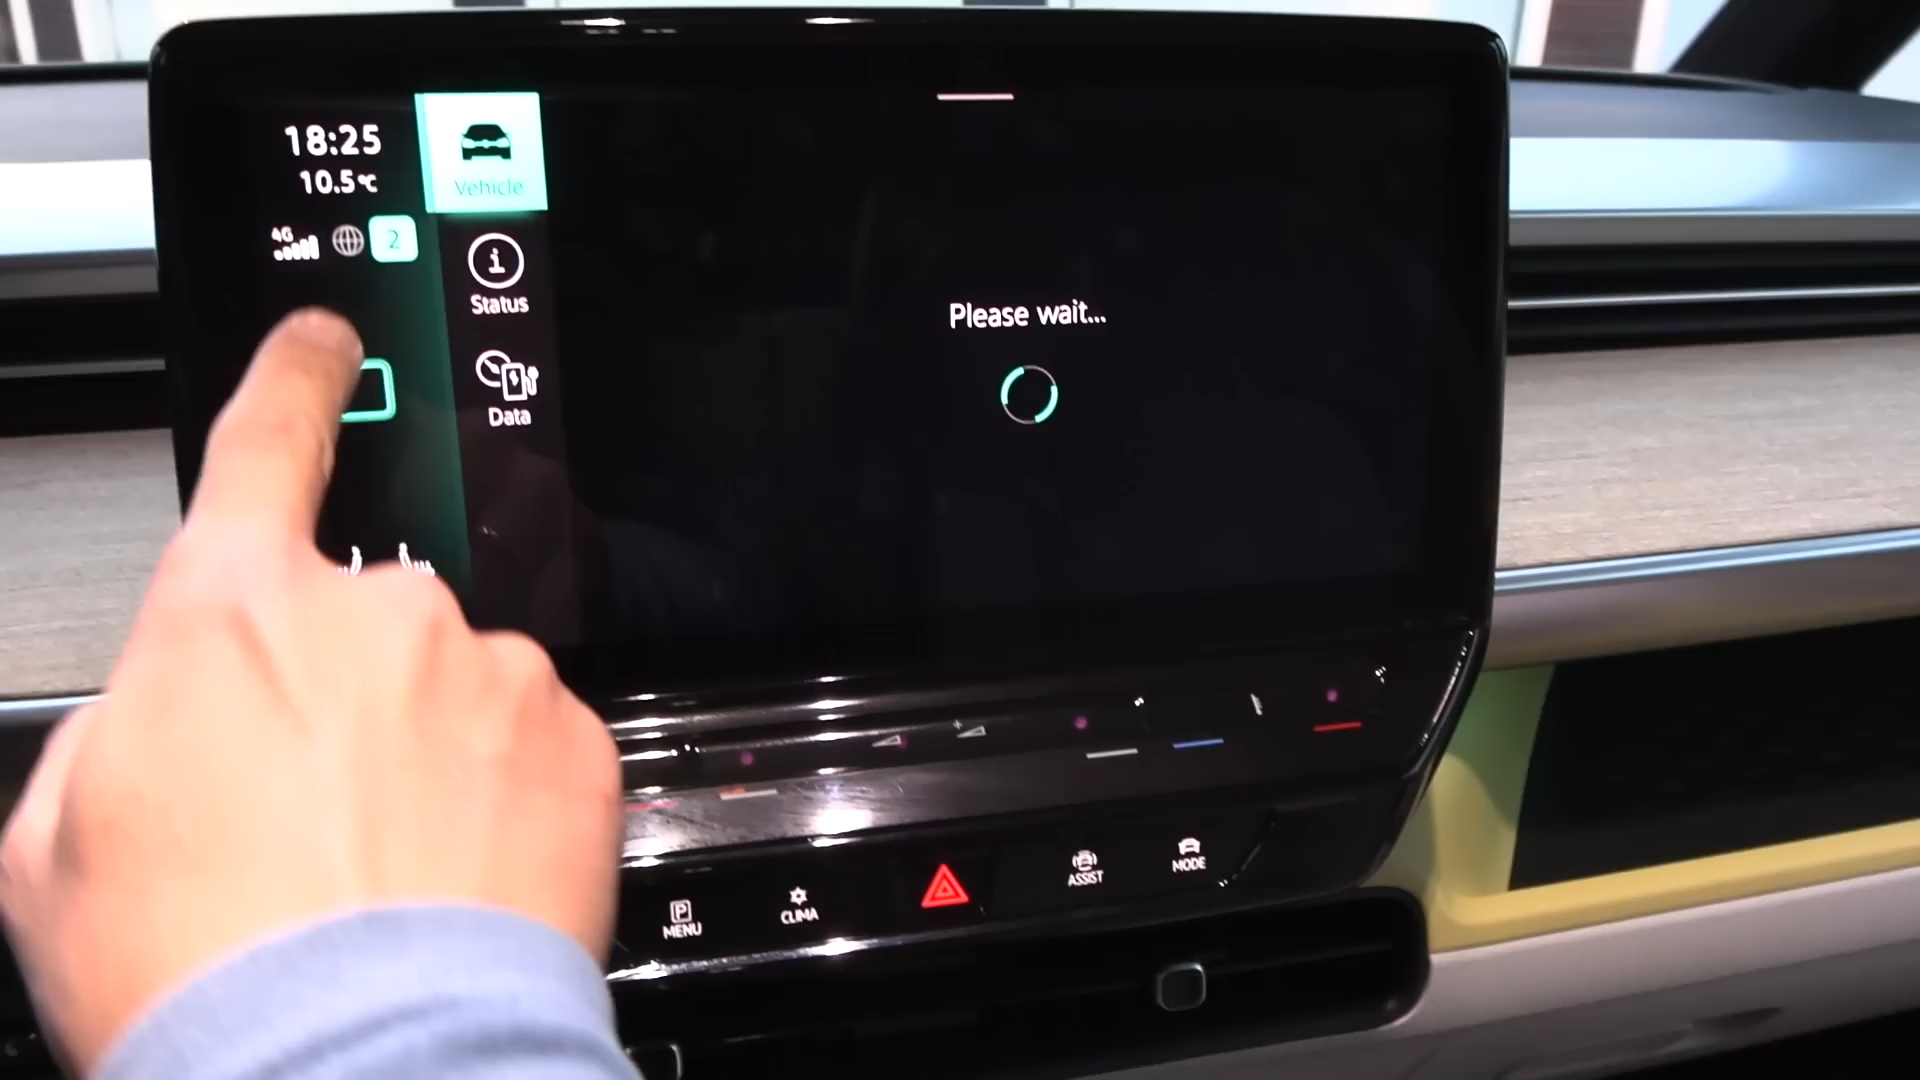 18:25
10.5°C
4G
2
Vehicle
Status
Data
Please wait...
P
MENU
CLIMA
ASSIST
MODE